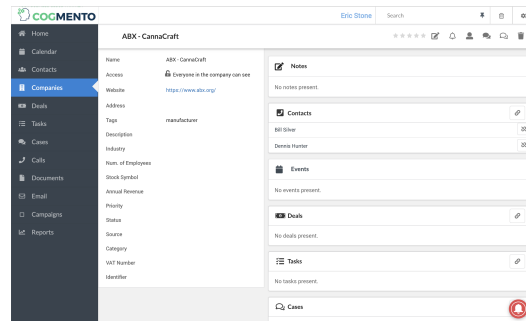 COGMENTO
Eric Stone
Search
Home
Calendar
Contacts
Companies
Deals
Tasks
Cases
Calls
Documents
Email
Campaigns
Reports
ABX - CannaCraft
Name ABX - CannaCraft
Access Everyone in the company can see
Website https://www.abx.org/
Address
Tags manufacturer
Description
Industry
Num. of Employees
Stock Symbol
Annual Revenue
Priority
Status
Source
Category
VAT Number
Identifier
Notes
No notes present.
Contacts
Bill Silver
Dennis Hunter
Events
No events present.
Deals
No deals present.
Tasks
No tasks present.
Cases